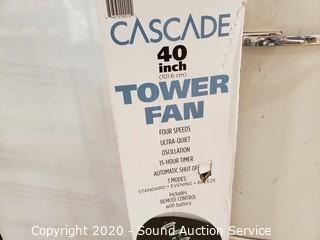 CASCADE
40
inch
(101.6 cm)
TOWER
FAN
FOUR SPEEDS
ULTRA-QUIET
OSCILLATION
15-HOUR TIMER
AUTOMATIC SHUT OFF
3 MODES:
STANDARD • EVENING • BREEZE
Includes
REMOTE CONTROL
with battery
Copyright 2020 - Sound Auction Service